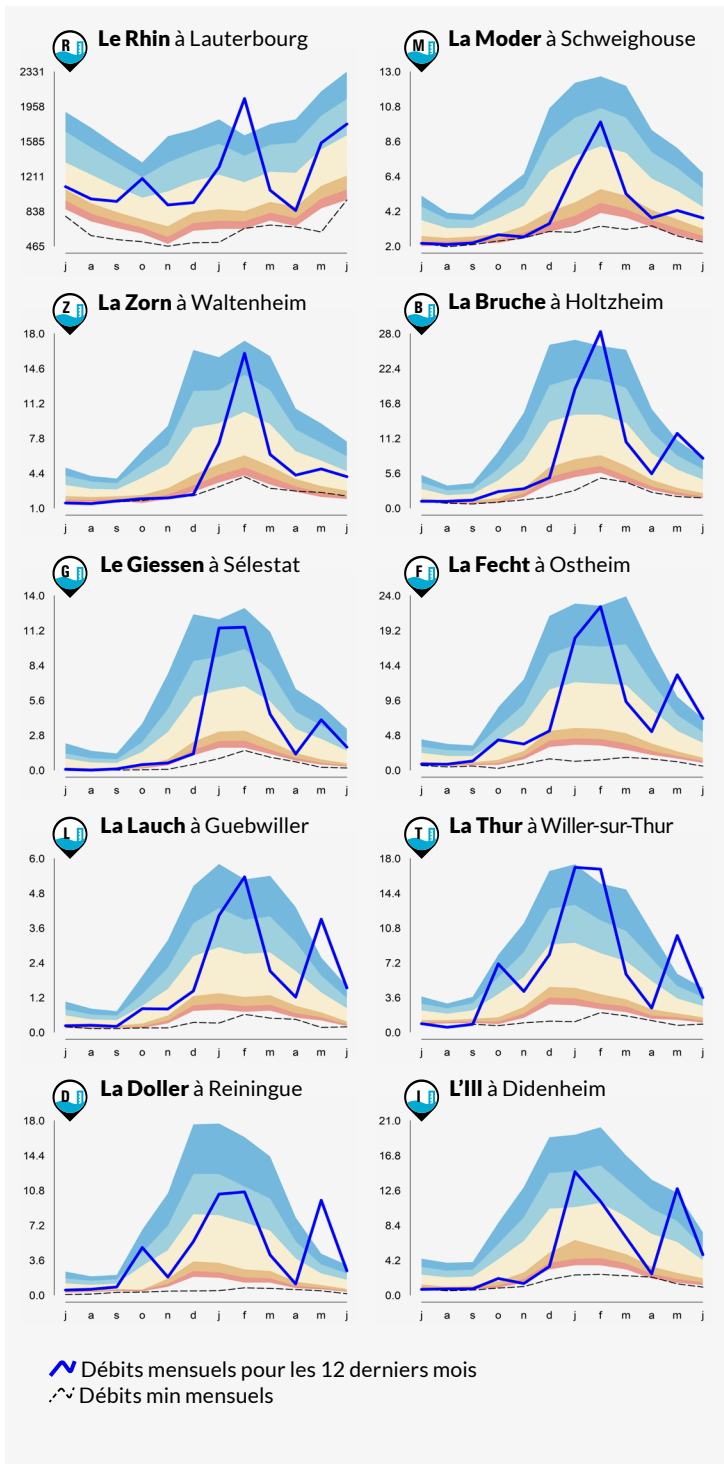 R Le Rhin à Lauterbourg
2331
1958
1585
1211
838
465
j a s o n d j f m a m j
M La Moder à Schweighouse
13.0
10.8
8.6
6.4
4.2
2.0
j a s o n d j f m a m j
Z La Zorn à Waltenheim
18.0
14.6
11.2
7.8
4.4
1.0
j a s o n d j f m a m j
B La Bruche à Holtzheim
28.0
22.4
16.8
11.2
5.6
0.0
j a s o n d j f m a m j
G Le Giessen à Sélestat
14.0
11.2
8.4
5.6
2.8
0.0
j a s o n d j f m a m j
F La Fecht à Ostheim
24.0
19.2
14.4
9.6
4.8
0.0
j a s o n d j f m a m j
L La Lauch à Guebwiller
6.0
4.8
3.6
2.4
1.2
0.0
j a s o n d j f m a m j
T La Thur à Willer-sur-Thur
18.0
14.4
10.8
7.2
3.6
0.0
j a s o n d j f m a m j
D La Doller à Reiningue
18.0
14.4
10.8
7.2
3.6
0.0
j a s o n d j f m a m j
I L'Ill à Didenheim
21.0
16.8
12.6
8.4
4.2
0.0
j a s o n d j f m a m j
Débits mensuels pour les 12 derniers mois
Débits min mensuels